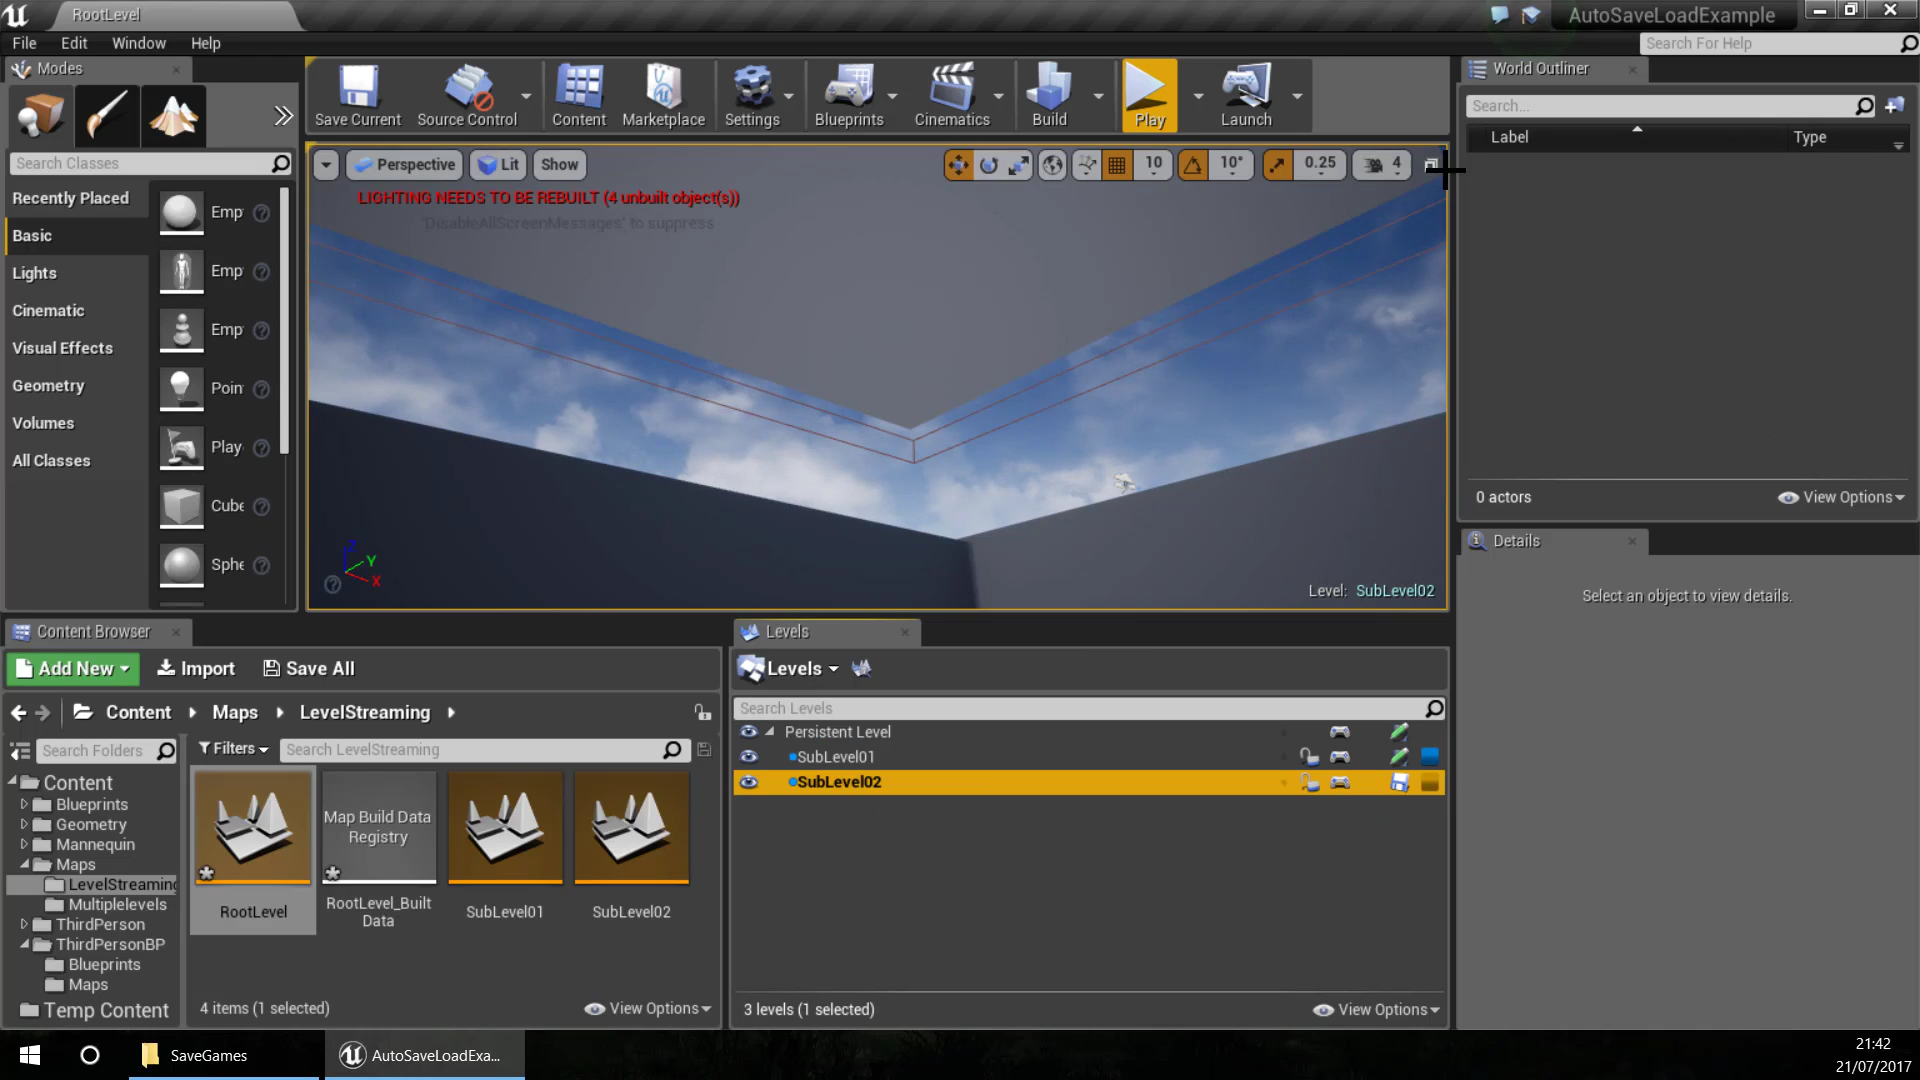 RootLevel
AutoSaveLoadExample
File Edit Window Help
Search For Help
Modes
World Outliner
Save Current
Source Control
Content
Marketplace
Settings
Blueprints
Cinematics
Build
Play
Launch
Search...
Label
Type
Search Classes
Perspective
Lit
Show
10
10°
0.25
4
LIGHTING NEEDS TO BE REBUILT (4 unbuilt object(s))
'DisableAllScreenMessages' to suppress
Recently Placed
Basic
Lights
Cinematic
Visual Effects
Geometry
Volumes
All Classes
Emp
Emp
Emp
Poin
Play
Cube
Sphe
Z
Y
X
Level: SubLevel02
0 actors
View Options
Details
Select an object to view details.
Content Browser
Add New
Import
Save All
Content
Maps
LevelStreaming
Search Folders
Filters
Search LevelStreaming
Content
Blueprints
Geometry
Mannequin
Maps
LevelStreaming
Multiplelevels
ThirdPerson
ThirdPersonBP
Blueprints
Maps
Temp Content
RootLevel
Map Build Data
Registry
RootLevel_Built
Data
SubLevel01
SubLevel02
4 items (1 selected)
View Options
Levels
Levels
Search Levels
Persistent Level
SubLevel01
SubLevel02
3 levels (1 selected)
View Options
SaveGames
AutoSaveLoadExa...
21:42
21/07/2017